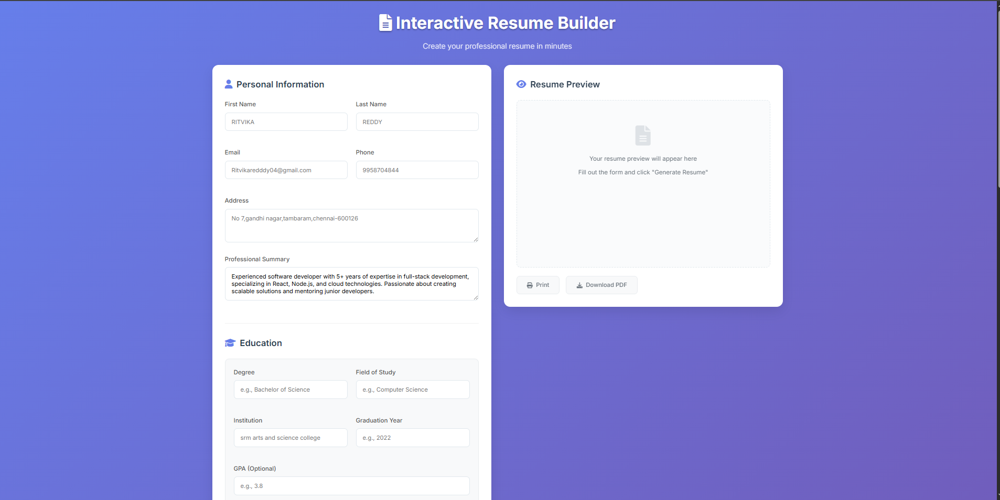 Interactive Resume Builder
Create your professional resume in minutes
Personal Information
First Name
Last Name
RITVIKA
REDDY
Email
Phone
Ritvikaredddy04@gmail.com
9958704844
Address
No 7,gandhi nagar,tambaram,chennai-600126
Professional Summary
Experienced software developer with 5+ years of expertise in full-stack development,
specializing in React, Node.js, and cloud technologies. Passionate about creating
scalable solutions and mentoring junior developers.
Education
Degree
Field of Study
e.g., Bachelor of Science
e.g., Computer Science
Institution
Graduation Year
srm arts and science college
e.g., 2022
GPA (Optional)
e.g., 3.8
Resume Preview
Your resume preview will appear here
Fill out the form and click "Generate Resume"
Print
Download PDF